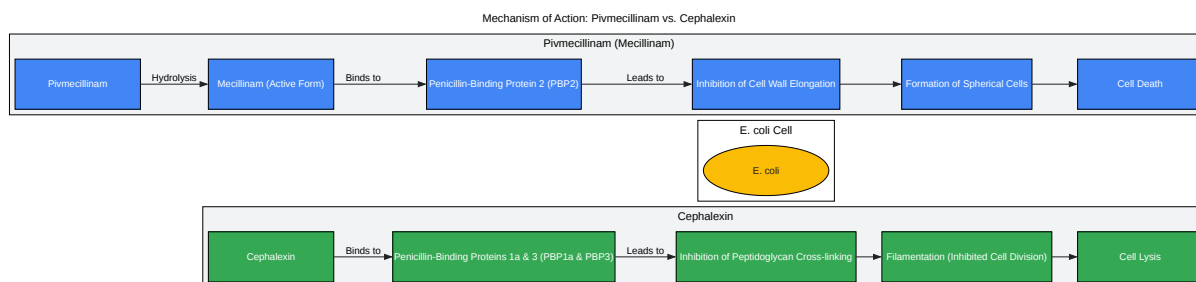 Mechanism of Action: Pivmecillinam vs. Cephalexin
Pivmecillinam (Mecillinam)
Pivmecillinam
Hydrolysis
Mecillinam (Active Form)
Binds to
Penicillin-Binding Protein 2 (PBP2)
Leads to
Inhibition of Cell Wall Elongation
Formation of Spherical Cells
Cell Death
E. coli Cell
E. coli
Cephalexin
Cephalexin
Binds to
Penicillin-Binding Proteins 1a & 3 (PBP1a & PBP3)
Leads to
Inhibition of Peptidoglycan Cross-linking
Filamentation (Inhibited Cell Division)
Cell Lysis